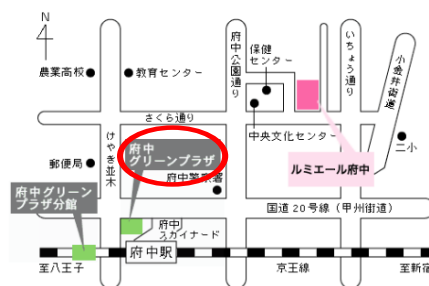 N
農業高校
教育センター
府中公園通り
保健
センター
いちょう通り
小金井街道
さくら通り
中央文化センター
けやき並木
府中
グリーンプラザ
ルミエール府中
二小
郵便局
府中警察署
府中グリーン
プラザ分館
国道20号線（甲州街道）
府中
スカイナード
府中駅
至八王子
京王線
至新宿